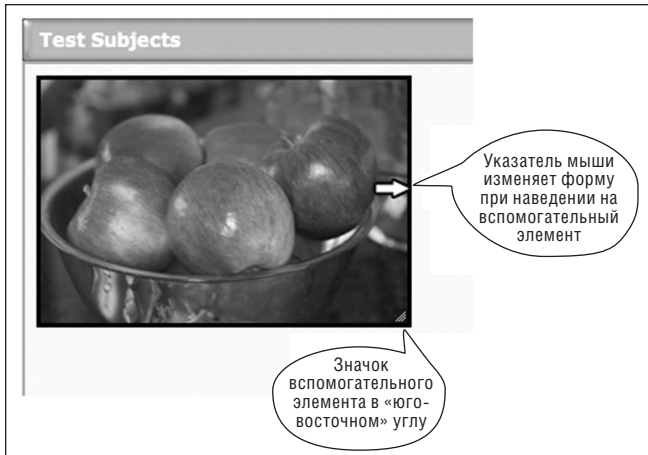 Test Subjects
Указатель мыши
изменяет форму
при наведении на
вспомогательный
элемент
Значок
вспомогательного
элемента в «юго-
восточном» углу